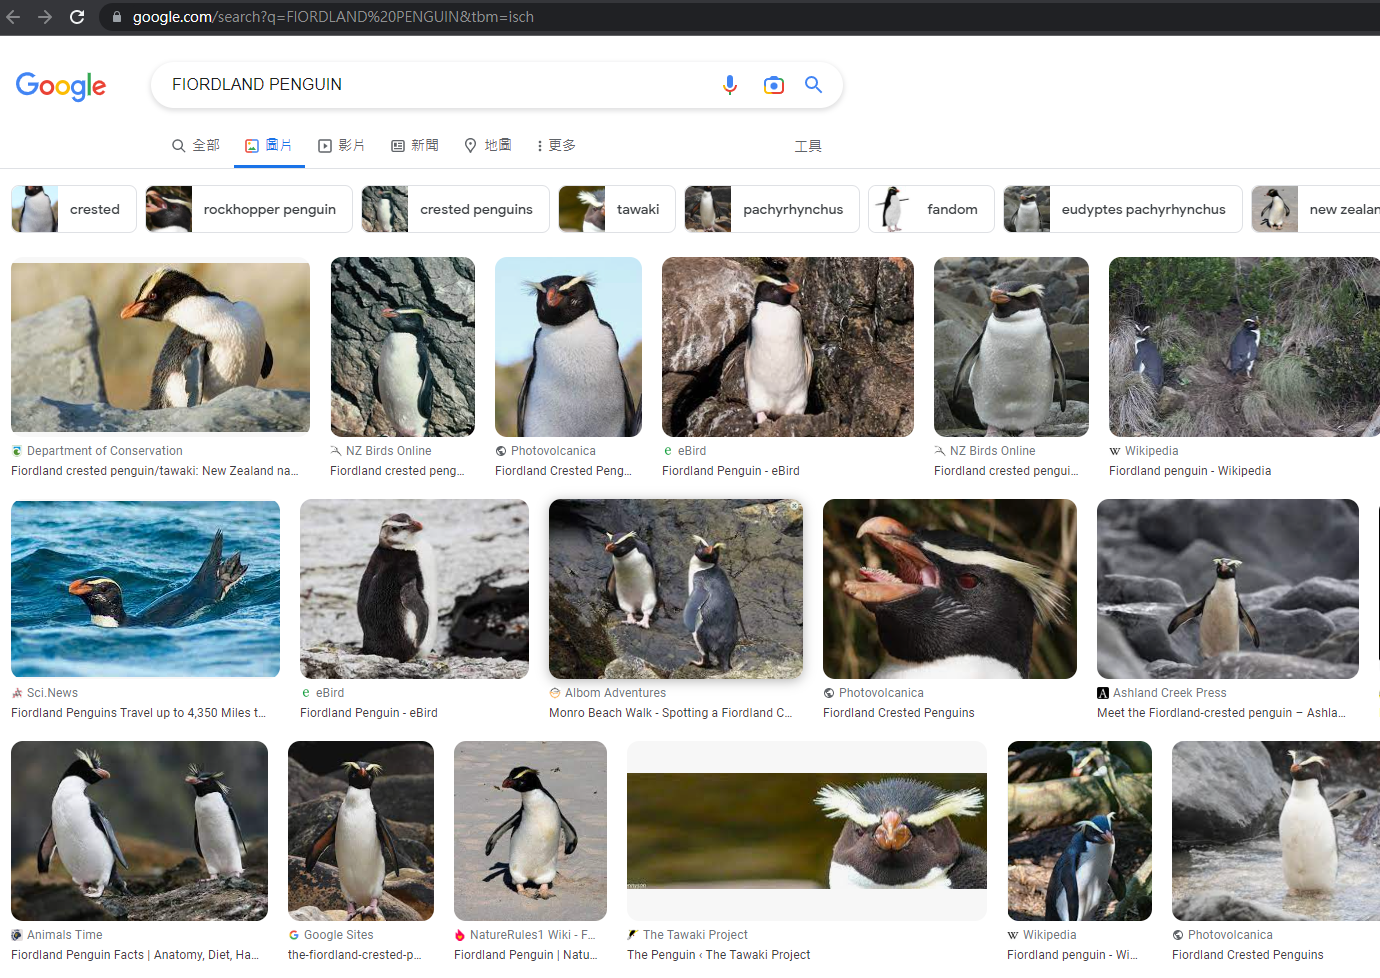 google.com/search?q=FIORDLAND%20PENGUIN&tbm=isch
Google
FIORDLAND PENGUIN
全部
圖片
影片
新聞
地圖
更多
工具
crested
rockhopper penguin
crested penguins
tawaki
pachyrhynchus
fandom
eudyptes pachyrhynchus
new zealan
Department of Conservation
Fiordland crested penguin/tawaki: New Zealand na...
NZ Birds Online
Fiordland crested peng...
Photovolcanica
Fiordland Crested Peng...
eBird
Fiordland Penguin - eBird
NZ Birds Online
Fiordland crested pengui...
Wikipedia
Fiordland penguin - Wikipedia
Sci.News
Fiordland Penguins Travel up to 4,350 Miles t...
eBird
Fiordland Penguin - eBird
Albom Adventures
Monro Beach Walk - Spotting a Fiordland C...
Photovolcanica
Fiordland Crested Penguins
Ashland Creek Press
Meet the Fiordland-crested penguin – Ashla...
Animals Time
Fiordland Penguin Facts | Anatomy, Diet, Ha...
Google Sites
the-fiordland-crested-p...
NatureRules1 Wiki - F...
Fiordland Penguin | Natu...
The Tawaki Project
The Penguin ‹ The Tawaki Project
Wikipedia
Fiordland penguin - Wi...
Photovolcanica
Fiordland Crested Penguins